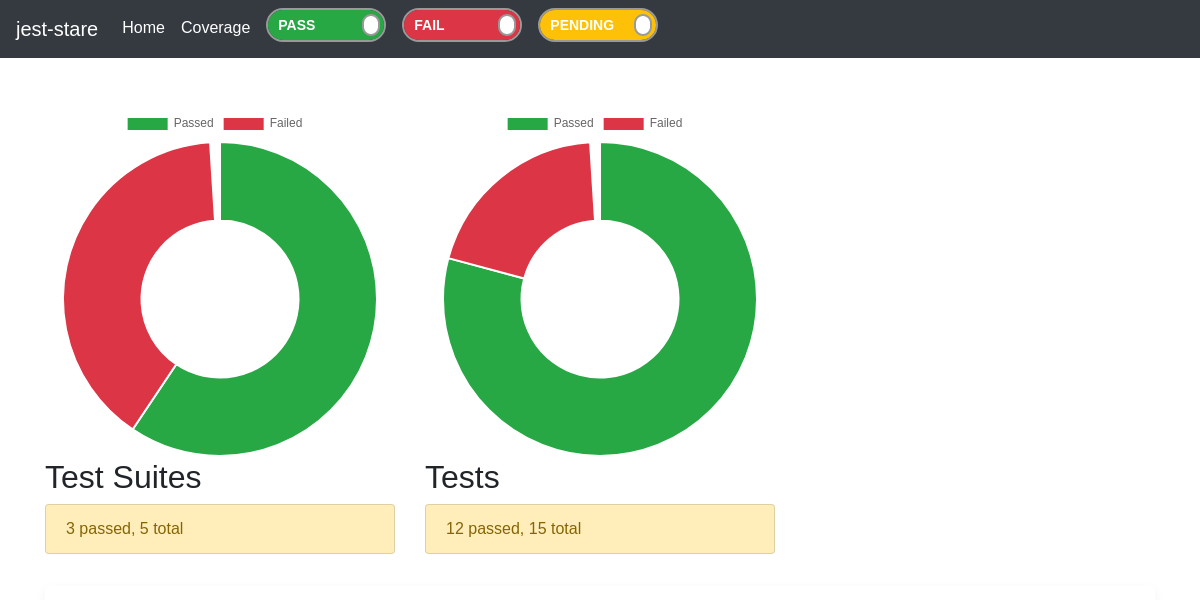 jest-stare Home Coverage PASS FAIL PENDING
Passed Failed
Passed Failed
Test Suites
3 passed, 5 total
Tests
12 passed, 15 total